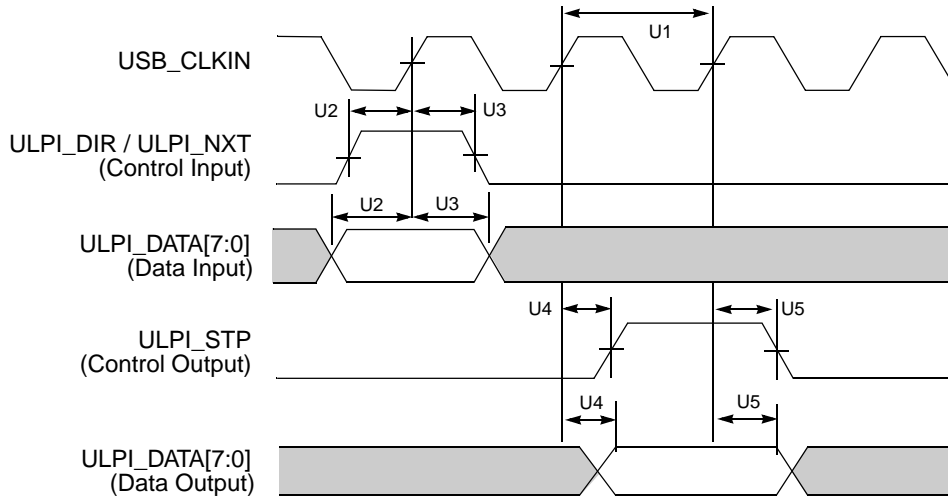 U1
USB_CLKIN
U2
U3
ULPI_DIR / ULPI_NXT
(Control Input)
U2
U3
ULPI_DATA[7:0]
(Data Input)
U4
U5
ULPI_STP
(Control Output)
U4
U5
ULPI_DATA[7:0]
(Data Output)